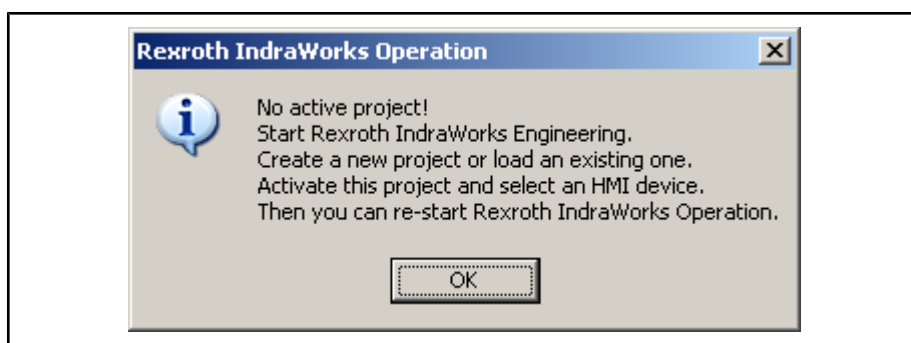 Rexroth IndraWorks Operation
No active project!
Start Rexroth IndraWorks Engineering.
Create a new project or load an existing one.
Activate this project and select an HMI device.
Then you can re-start Rexroth IndraWorks Operation.
OK